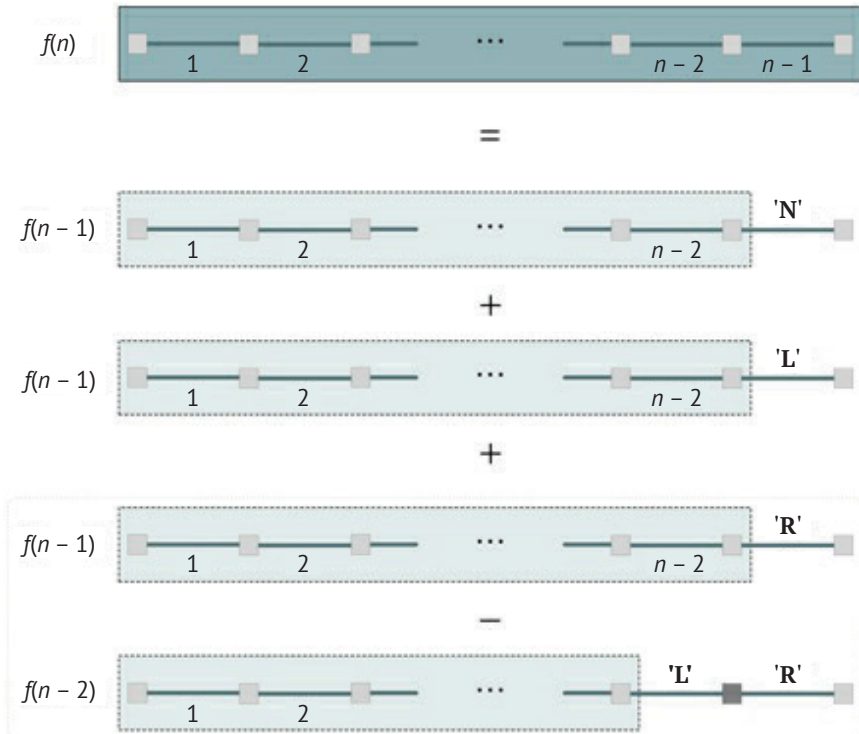 f(n)
1 2 ... n – 2 n – 1
=
'N'
f(n – 1)
1 2 ... n – 2
+
'L'
f(n – 1)
1 2 ... n – 2
+
'R'
f(n – 1)
1 2 ... n – 2
–
'L' 'R'
f(n – 2)
1 2 ...